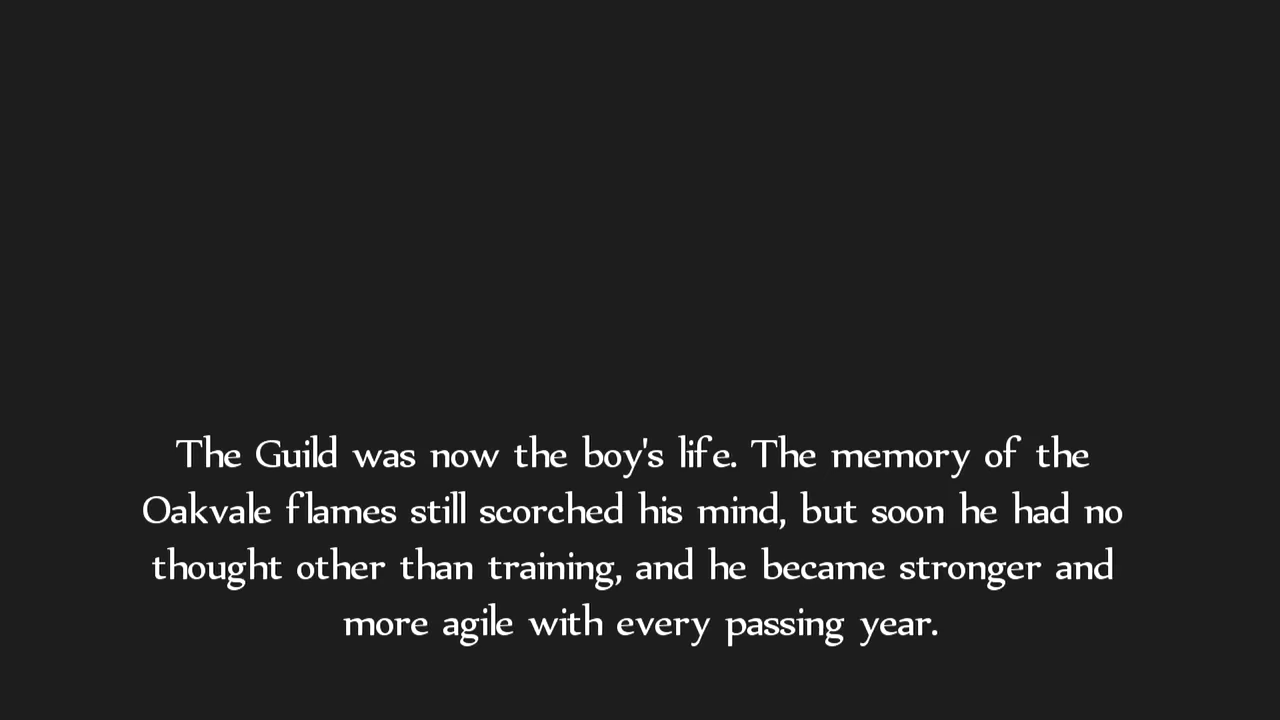 The Guild was now the boy's life. The memory of the
Oakvale flames still scorched his mind, but soon he had no
thought other than training, and he became stronger and
more agile with every passing year.